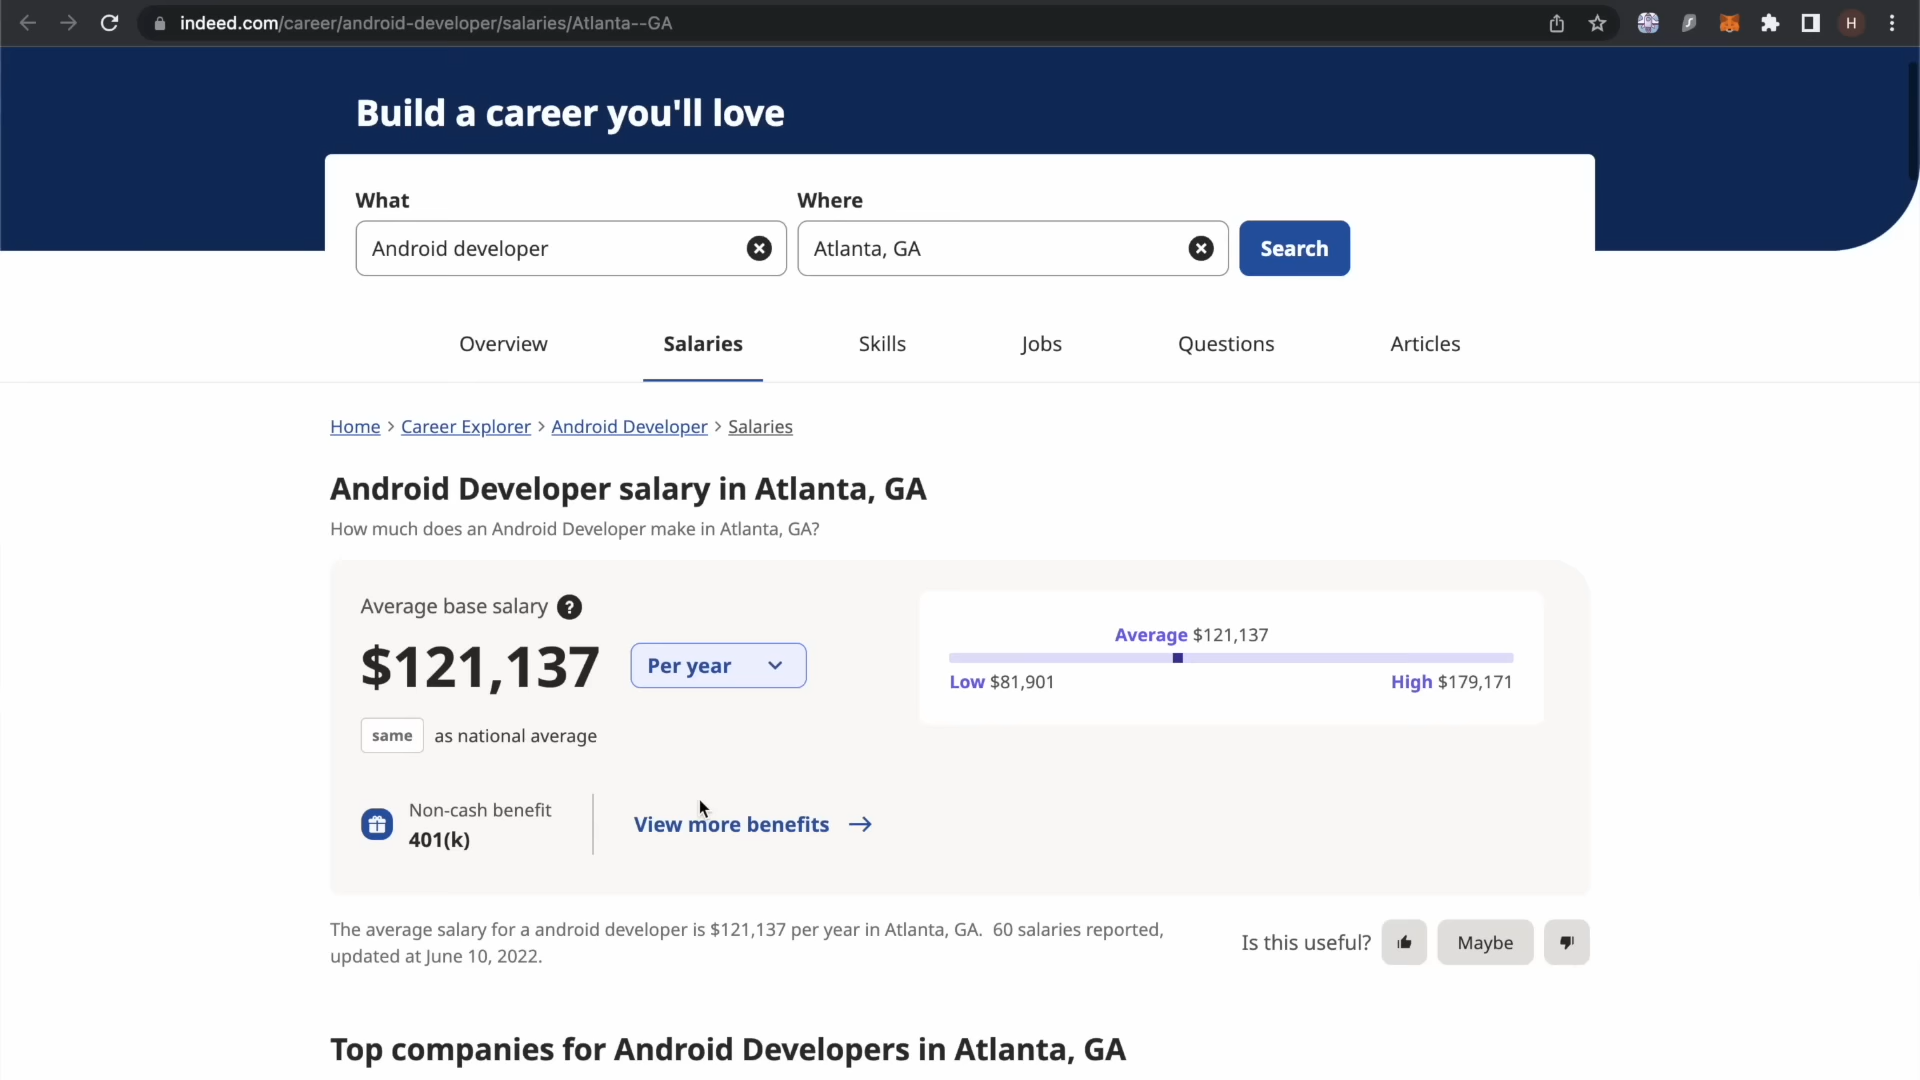 indeed.com/career/android-developer/salaries/Atlanta--GA
H
Build a career you'll love
What
Where
Android developer
Atlanta, GA
Search
Overview
Salaries
Skills
Jobs
Questions
Articles
Home > Career Explorer > Android Developer > Salaries
Android Developer salary in Atlanta, GA
How much does an Android Developer make in Atlanta, GA?
Average base salary ?
$121,137
Per year
same as national average
Average $121,137
Low $81,901
High $179,171
Non-cash benefit
401(k)
View more benefits →
The average salary for a android developer is $121,137 per year in Atlanta, GA. 60 salaries reported,
updated at June 10, 2022.
Is this useful?
Maybe
Top companies for Android Developers in Atlanta, GA